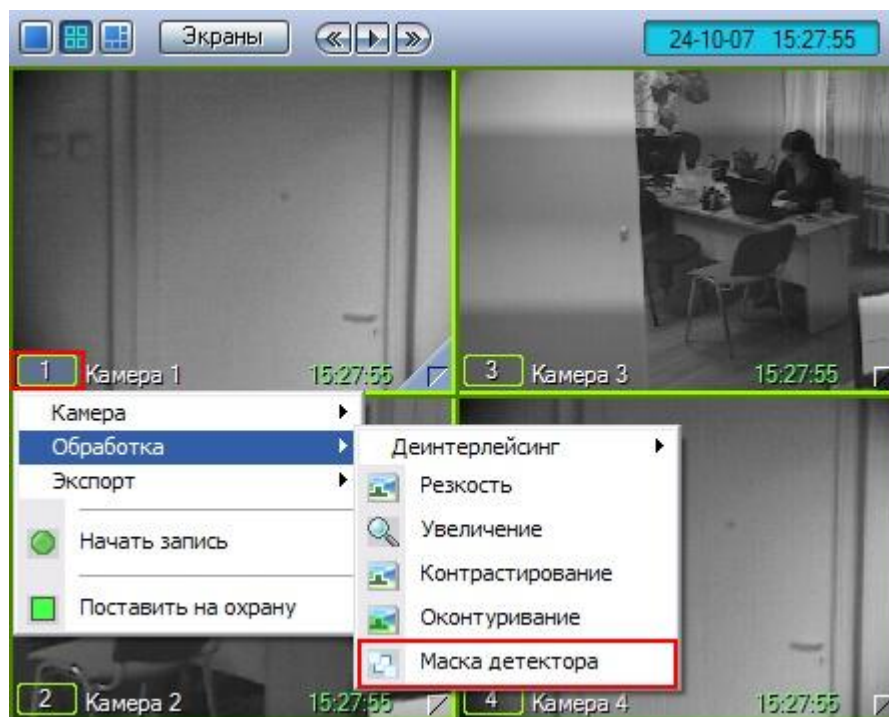 Экраны
24-10-07 15:27:55
1 Камера 1 15:27:55
3 Камера 3 15:27:55
Камера
Обработка
Экспорт
Начать запись
Поставить на охрану
Деинтерлейсинг
Резкость
Увеличение
Контрастирование
Оконтуривание
Маска детектора
2 Камера 2 15:27:55
4 Камера 4 15:27:55